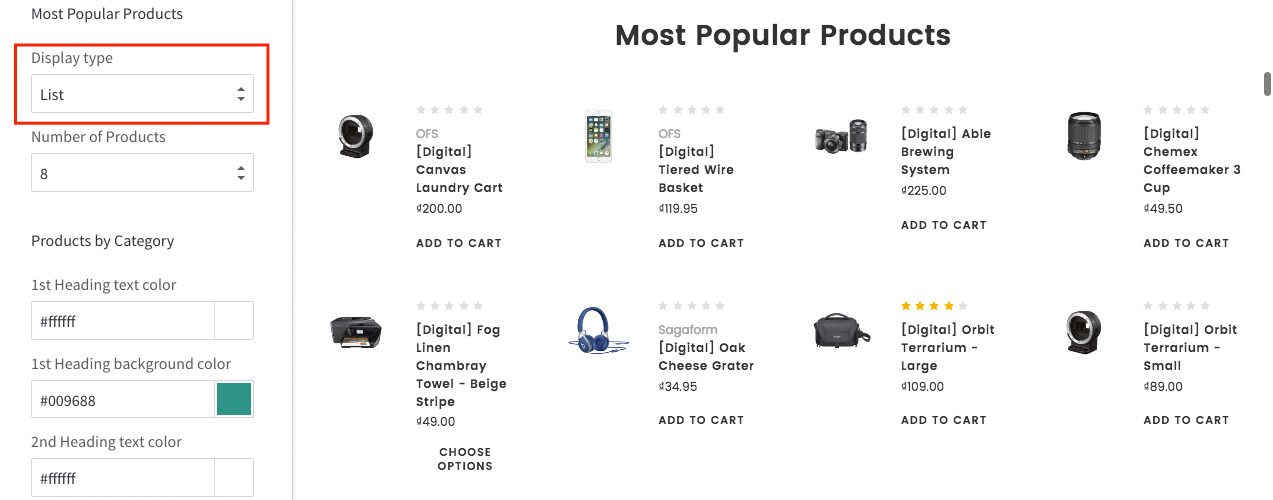 Most Popular Products
Display type
List
Number of Products
8
Products by Category
1st Heading text color
#ffffff
1st Heading background color
#009688
2nd Heading text color
#ffffff
Most Popular Products
OFS
[Digital]
Canvas
Laundry Cart
₫200.00
ADD TO CART
OFS
[Digital]
Tiered Wire
Basket
₫119.95
ADD TO CART
[Digital] Able
Brewing
System
₫225.00
ADD TO CART
[Digital]
Chemex
Coffeemaker 3
Cup
₫49.50
ADD TO CART
[Digital] Fog
Linen
Chambray
Towel - Beige
Stripe
₫49.00
CHOOSE
OPTIONS
Sagaform
[Digital] Oak
Cheese Grater
₫34.95
ADD TO CART
[Digital] Orbit
Terrarium -
Large
₫109.00
ADD TO CART
[Digital] Orbit
Terrarium -
Small
₫89.00
ADD TO CART